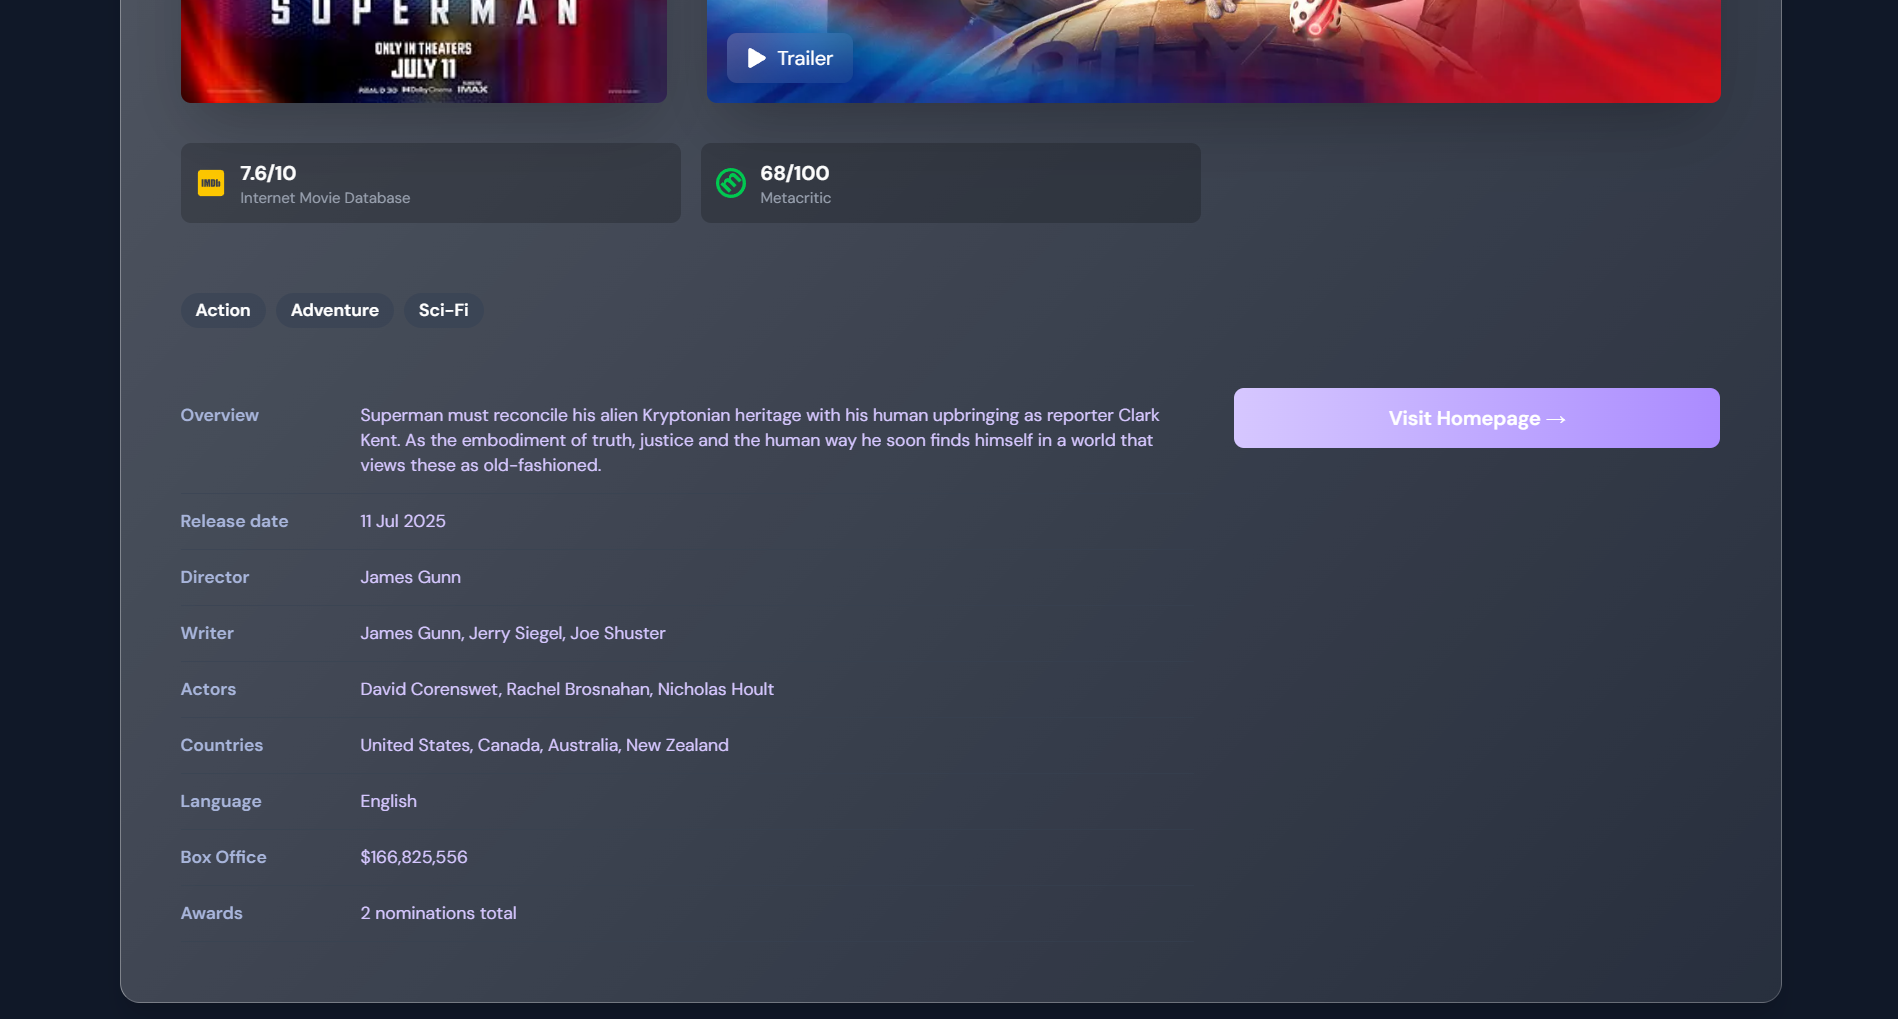 SUPERMAN
ONLY IN THEATERS
JULY 11
REALD 3D Dolby Cinema IMAX
Trailer
IMDb
7.6/10
Internet Movie Database
68/100
Metacritic
Action Adventure Sci-Fi
Overview
Superman must reconcile his alien Kryptonian heritage with his human upbringing as reporter Clark
Kent. As the embodiment of truth, justice and the human way he soon finds himself in a world that
views these as old-fashioned.
Visit Homepage →
Release date 11 Jul 2025
Director James Gunn
Writer James Gunn, Jerry Siegel, Joe Shuster
Actors David Corenswet, Rachel Brosnahan, Nicholas Hoult
Countries United States, Canada, Australia, New Zealand
Language English
Box Office $166,825,556
Awards 2 nominations total